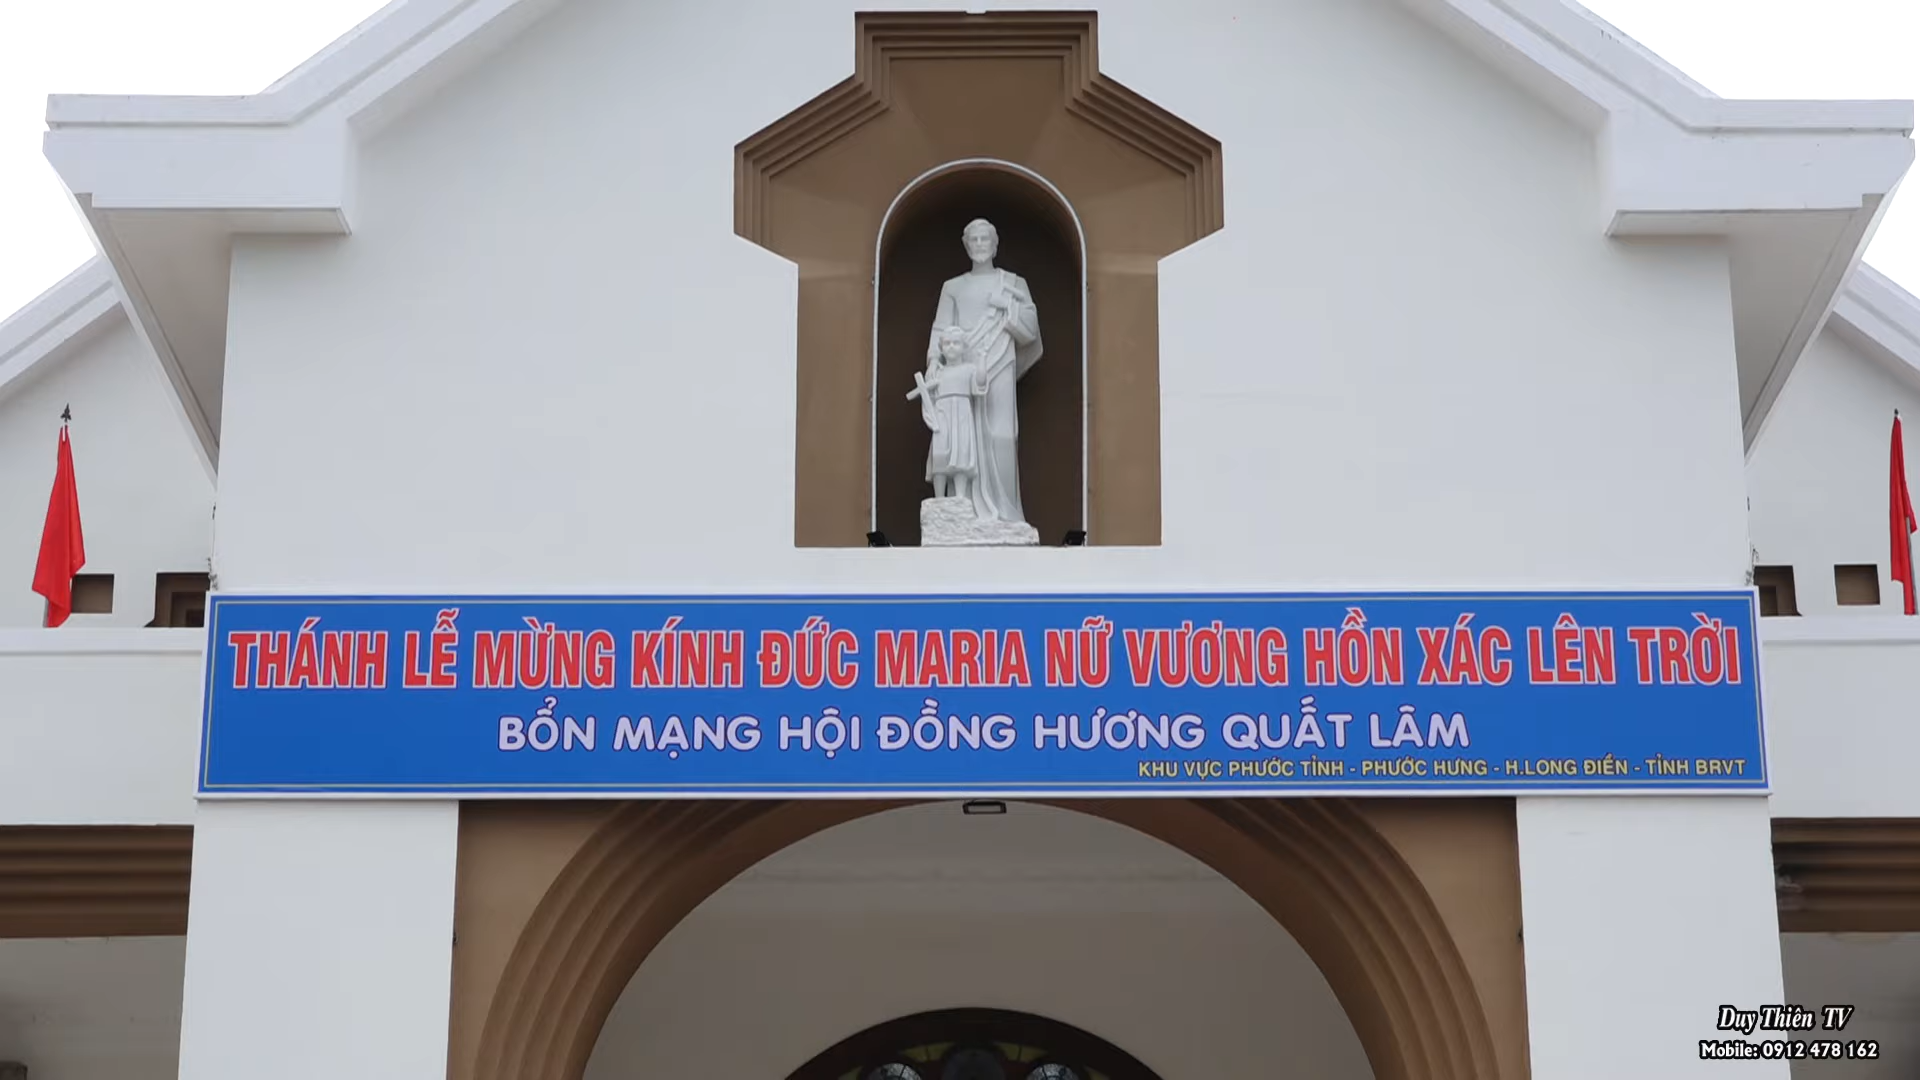 THÁNH LỄ MỪNG KÍNH ĐỨC MARIA NỮ VƯƠNG HỒN XÁC LÊN TRỜI
BỔN MẠNG HỘI ĐỒNG HƯƠNG QUẤT LÂM
KHU VỰC PHƯỚC TỈNH - PHƯỚC HƯNG - H.LONG ĐIỀN - TỈNH BRVT
Duy Thiên TV
Mobile: 0912 478 162